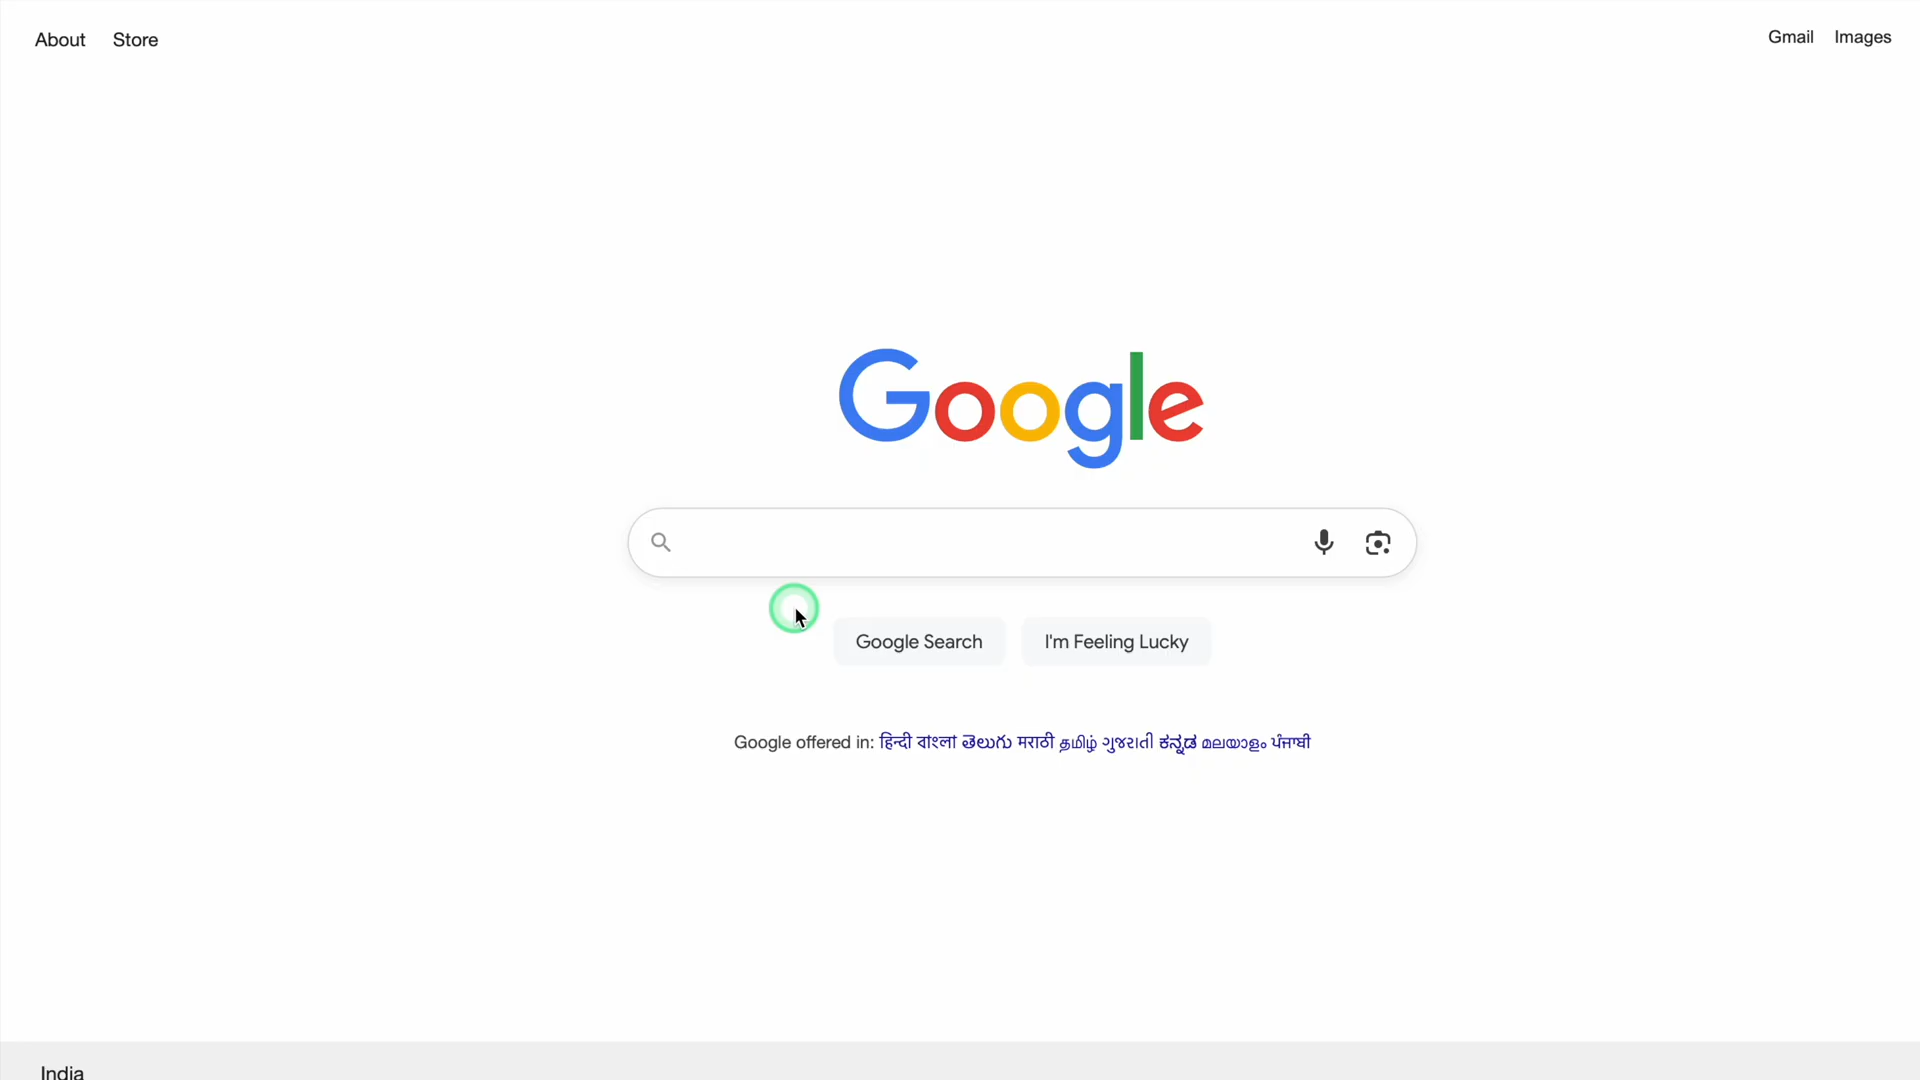 About Store
Gmail Images
Google
Google Search
I'm Feeling Lucky
Google offered in: हिन्दी বাংলা తెలుగు मराठी தமிழ் ગુજરાતી ಕನ್ನಡ മലയാളം ਪੰਜਾਬੀ
India